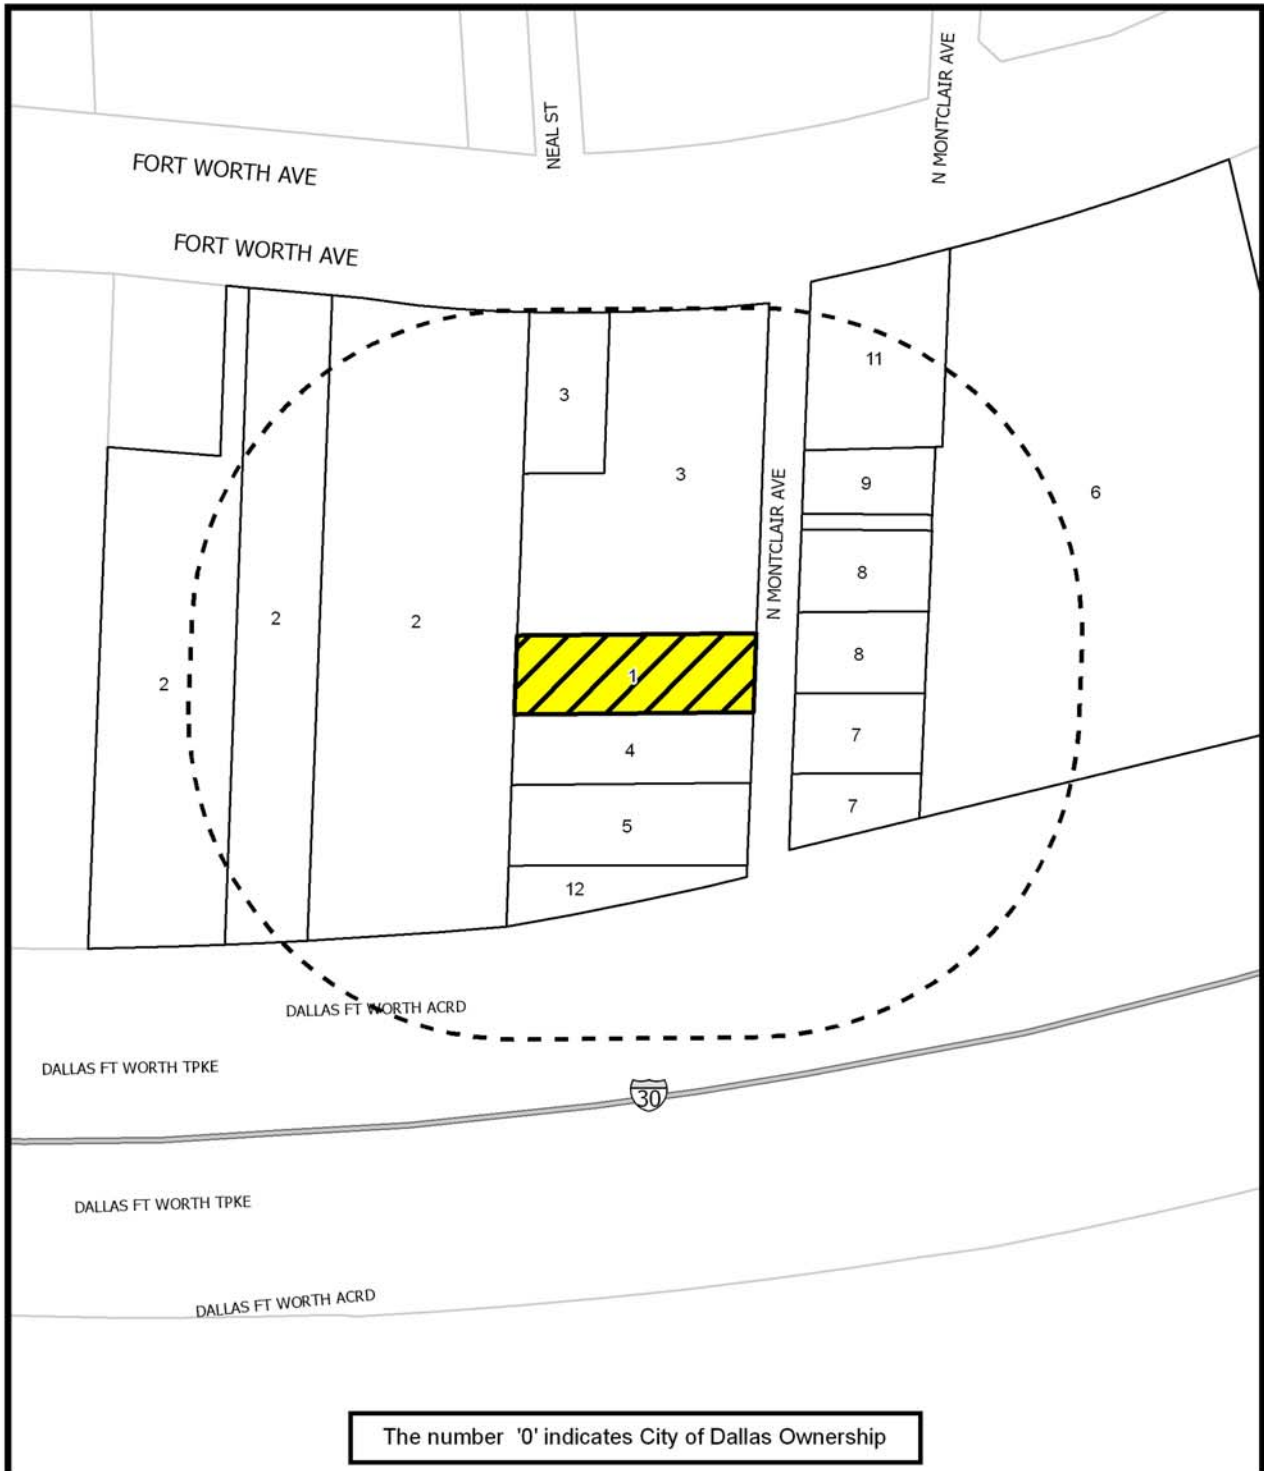 NEAL ST
N MONTCLAIR AVE
FORT WORTH AVE
FORT WORTH AVE
11
3
3
9
6
N MONTCLAIR AVE
8
2
2
8
2
1
7
4
7
5
12
DALLAS FT WORTH ACRD
DALLAS FT WORTH TPKE
30
DALLAS FT WORTH TPKE
DALLAS FT WORTH ACRD
The number '0' indicates City of Dallas Ownership